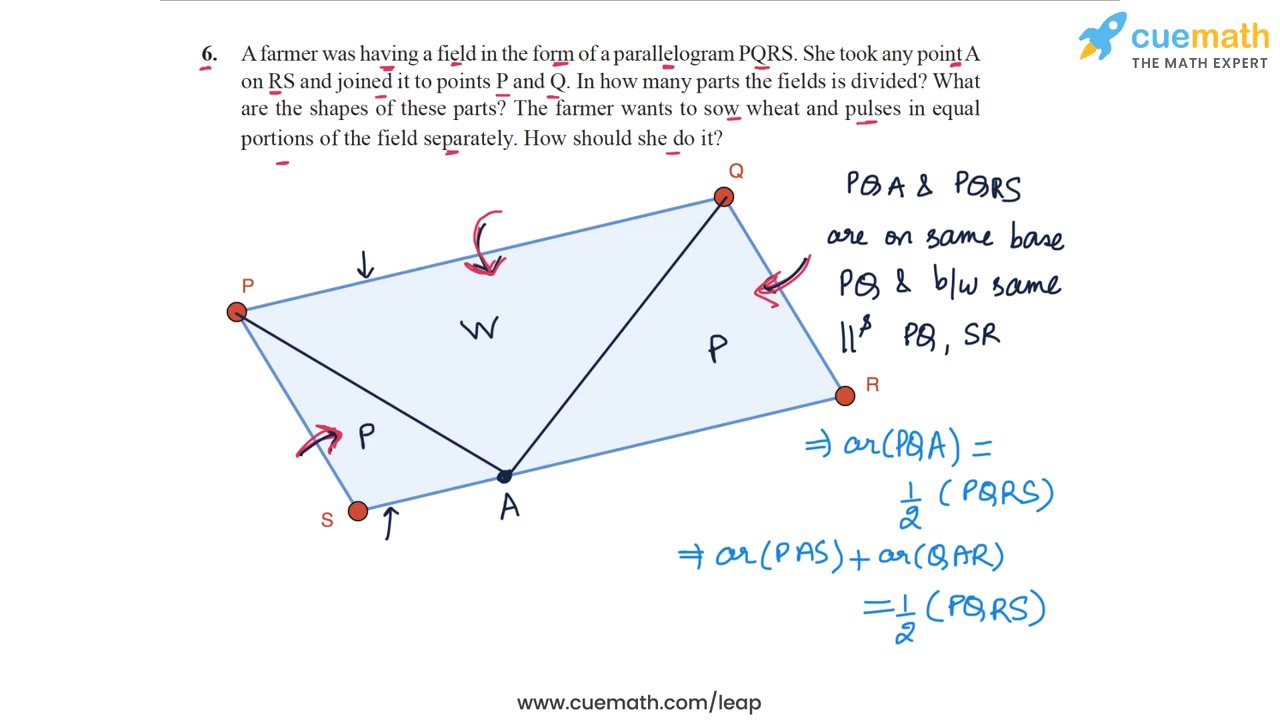 cuemath
THE MATH EXPERT
6. A farmer was having a field in the form of a parallelogram PQRS. She took any point A
on RS and joined it to points P and Q. In how many parts the fields is divided? What
are the shapes of these parts? The farmer wants to sow wheat and pulses in equal
portions of the field separately. How should she do it?
Q
P
W
P
P
S
A
R
PQA & PQRS
are on same base
PQ & b/w same
||s PQ, SR
⇒ ar(PQA) =
1/2 (PQRS)
⇒ ar(PAS) + ar(QAR)
= 1/2 (PQRS)
www.cuemath.com/leap